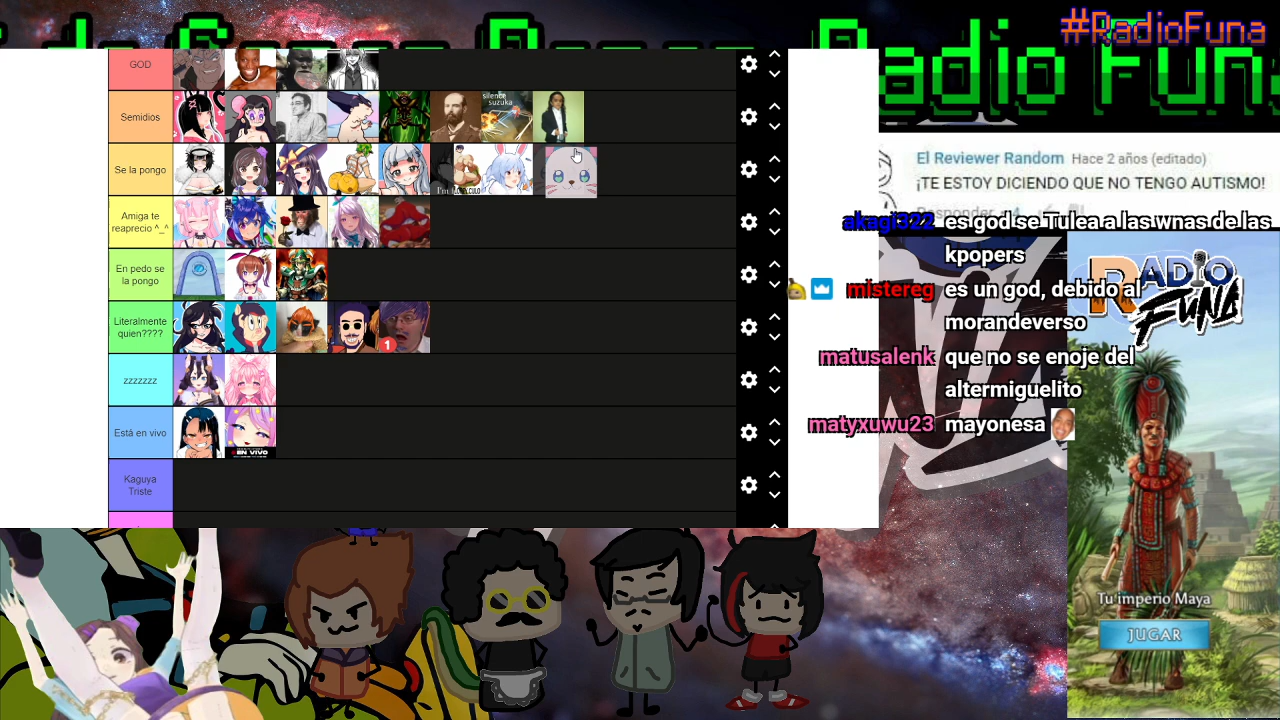 #RadioFuna
Radio Funa
GOD
Semidios
silence
suzuka
Se la pongo
Amiga te
reaprecio ^_^
En pedo se
la pongo
Literalmente
quien????
1
zzzzzzz
Está en vivo
EN VIVO
Kaguya
Triste
El Reviewer Random Hace 2 años (editado)
¡TE ESTOY DICIENDO QUE NO TENGO AUTISMO!
Responder
akagi322 es god se Tulea a las wnas de las
kpopers
mistereg es un god, debido al
morandeverso
matusalenk que no se enoje del
altermiguelito
matyxuwu23 mayonesa
RADIO
FUNA
Tu imperio Maya
JUGAR